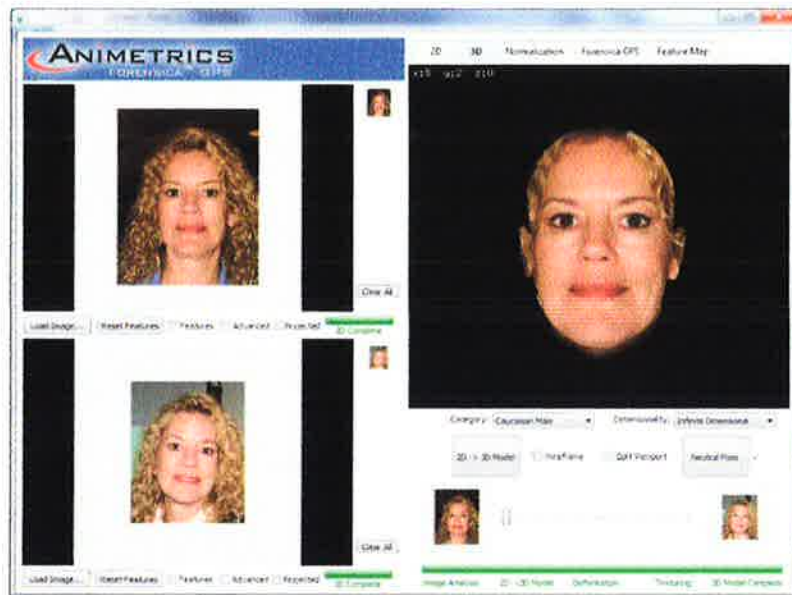 ANIMETRICS
FORENSICA - GPS
Clear All
Load Image...
Reset Features
Features
Advanced
Projected
3D Complete
Clear All
Load Image...
Reset Features
Features
Advanced
Projected
3D Complete
2D
3D
Normalization
Forensica GPS
Feature Map
Category:
Caucasian Male
Dimensionality:
Infinite Dimensional
2D -> 3D Model
Wireframe
Split Viewport
Neutral Pose
Image Analysis
2D ->3D Model
Deformation
Texturing
3D Model Complete